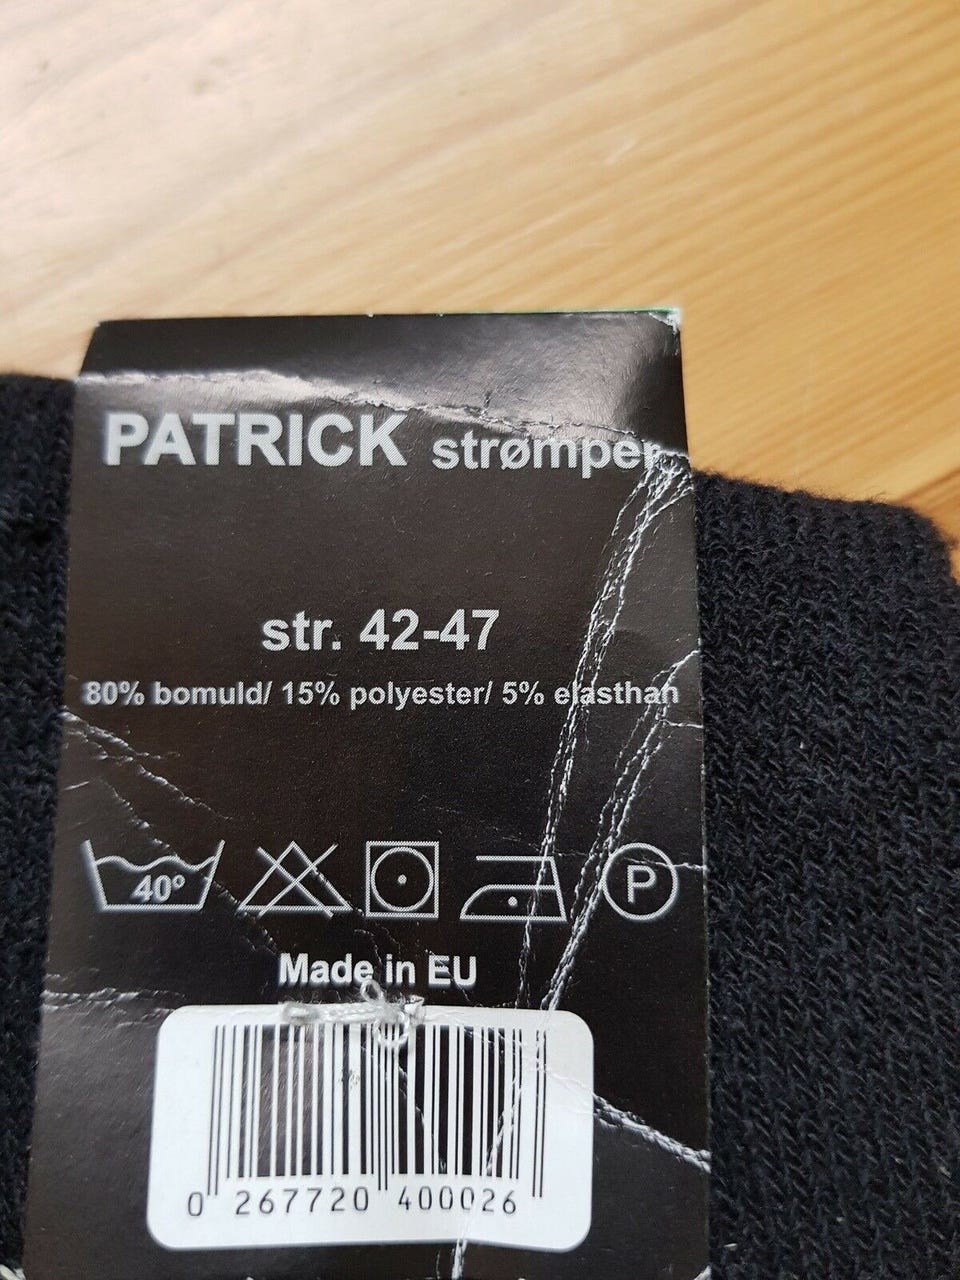 PATRICK strømper
str. 42-47
80% bomuld/ 15% polyester/ 5% elasthan
40° P
Made in EU
0 267720 400026